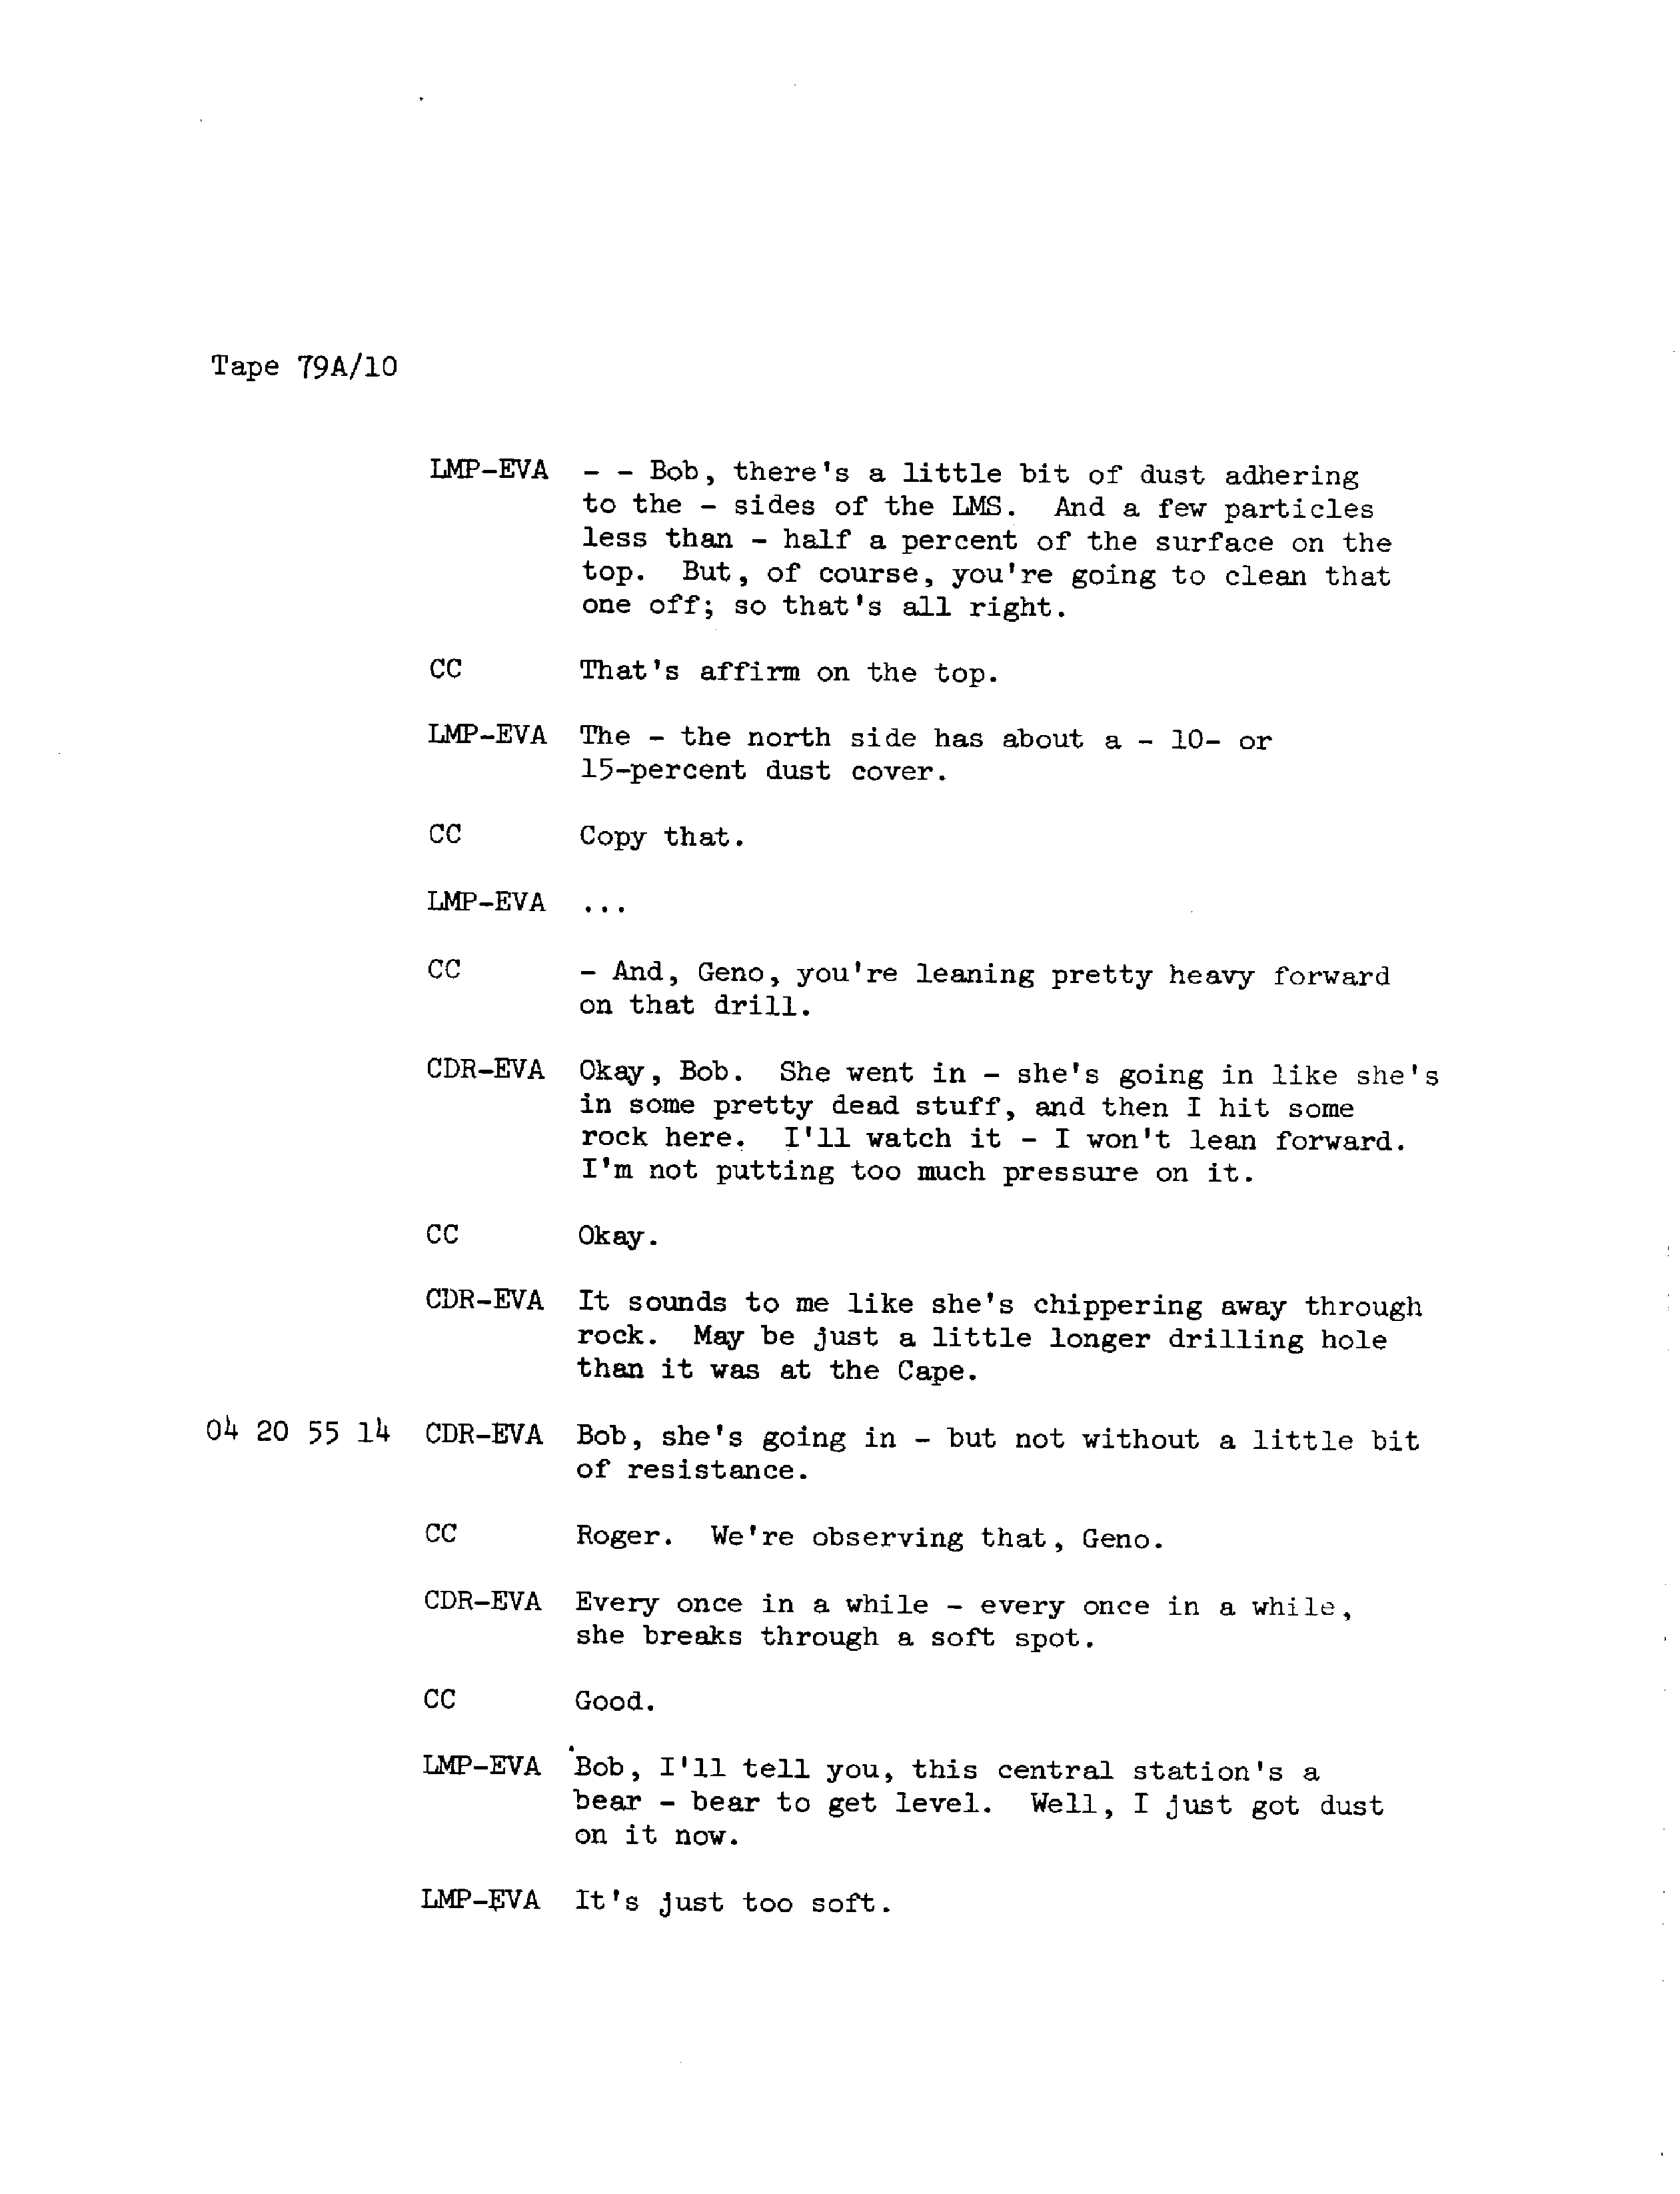 Tape 79A/10
LMP-EVA - - Bob, there's a little bit of dust adhering
to the - sides of the LMS. And a few particles
less than - half a percent of the surface on the
top. But, of course, you're going to clean that
one off; so that's all right.
CC That's affirm on the top.
LMP-EVA The - the north side has about a - 10- or
15-percent dust cover.
CC Copy that.
LMP-EVA ...
CC - And, Geno, you're leaning pretty heavy forward
on that drill.
CDR-EVA Okay, Bob. She went in - she's going in like she's
in some pretty dead stuff, and then I hit some
rock here. I'll watch it - I won't lean forward.
I'm not putting too much pressure on it.
CC Okay.
CDR-EVA It sounds to me like she's chippering away through
rock. May be just a little longer drilling hole
than it was at the Cape.
04 20 55 14 CDR-EVA Bob, she's going in - but not without a little bit
of resistance.
CC Roger. We're observing that, Geno.
CDR-EVA Every once in a while - every once in a while,
she breaks through a soft spot.
CC Good.
LMP-EVA Bob, I'll tell you, this central station's a
bear - bear to get level. Well, I just got dust
on it now.
LMP-EVA It's just too soft.